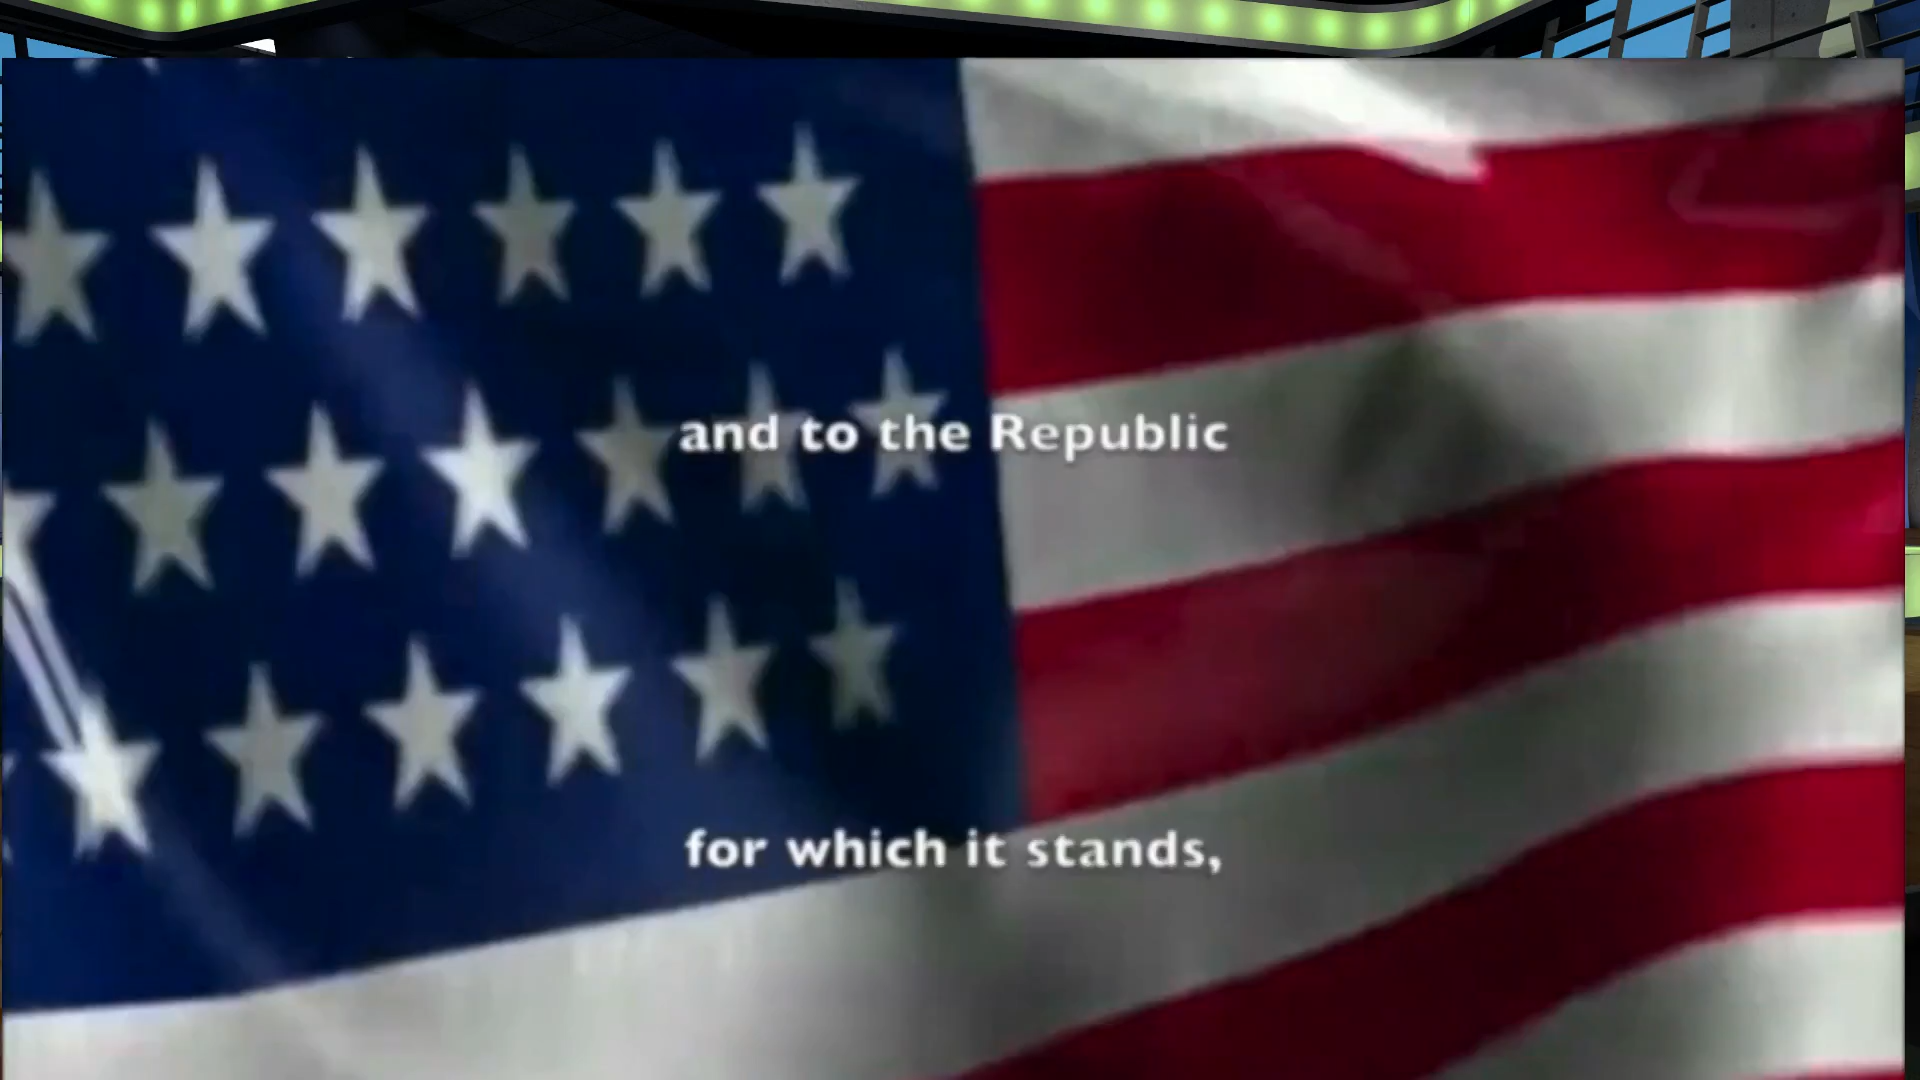 and to the Republic
for which it stands,